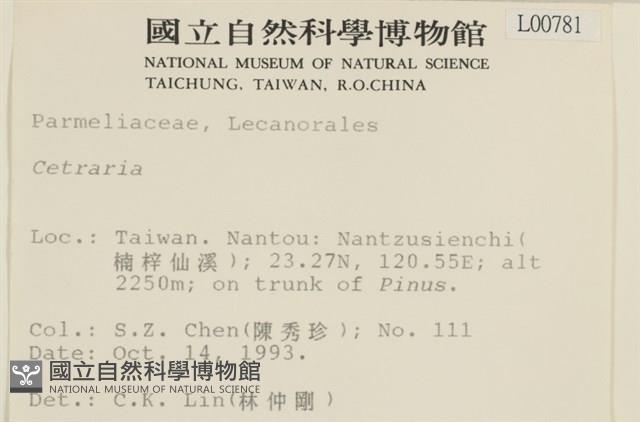 國立自然科學博物館
L00781
NATIONAL MUSEUM OF NATURAL SCIENCE
TAICHUNG, TAIWAN, R.O.CHINA
Parmeliaceae, Lecanorales
Cetraria
Loc.: Taiwan. Nantou: Nantzusienchi(
楠梓仙溪); 23.27N, 120.55E; alt
2250m; on trunk of Pinus.
Col.: S.Z. Chen(陳秀珍); No. 111
Date: Oct. 14, 1993.
國立自然科學博物館
NATIONAL MUSEUM OF NATURAL SCIENCE
Det.: C.K. Lin(林仲剛)